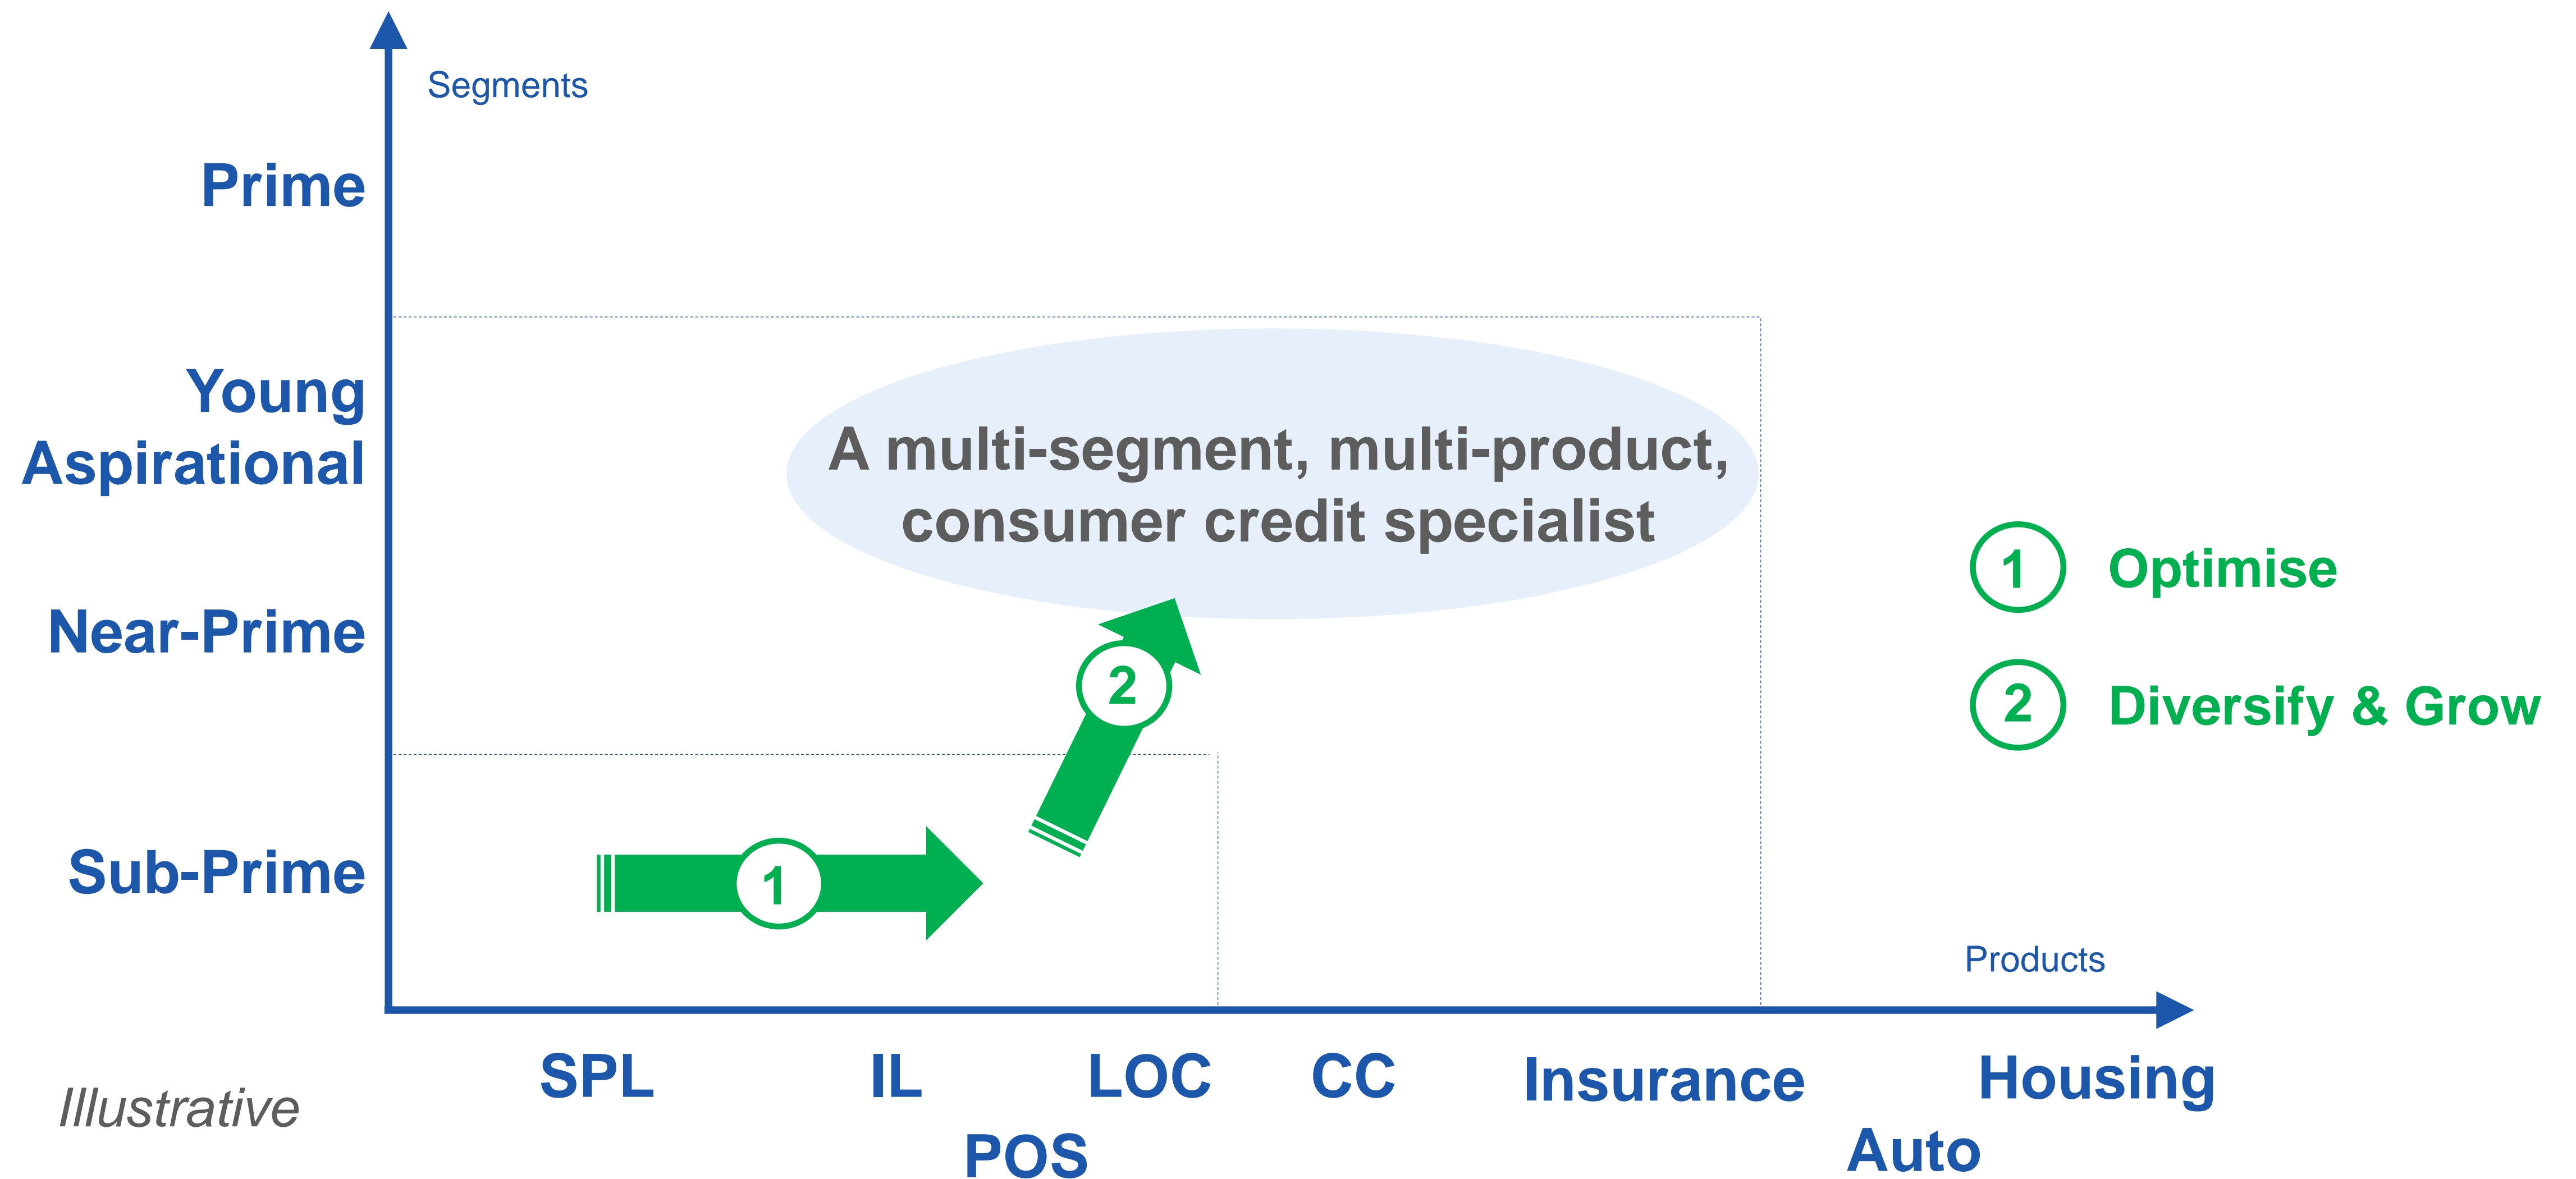 Segments
Prime
Young
Aspirational
A multi-segment, multi-product,
consumer credit specialist
1 Optimise
Near-Prime
2
2 Diversify & Grow
Sub-Prime
1
Products
SPL IL LOC CC Insurance Housing
Illustrative
POS Auto